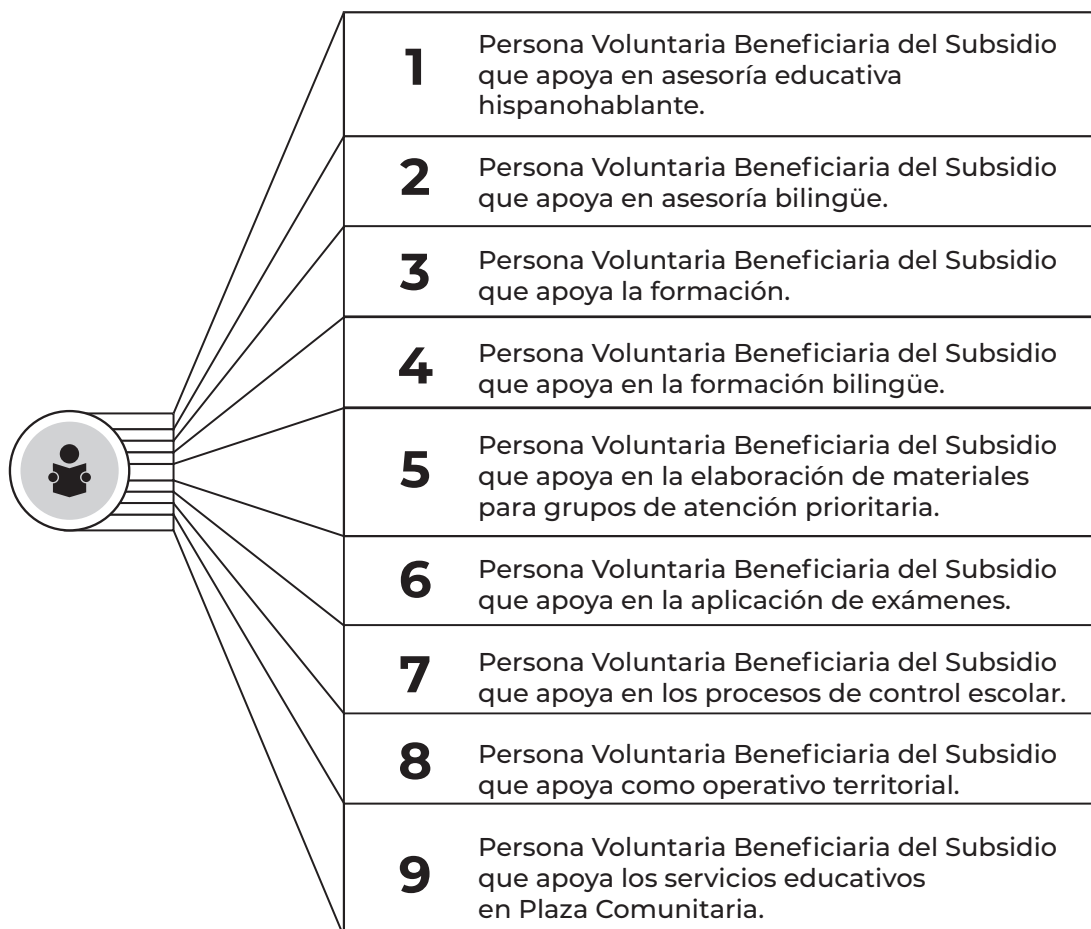 1
Persona Voluntaria Beneficiaria del Subsidio
que apoya en asesoría educativa
hispanohablante.
2
Persona Voluntaria Beneficiaria del Subsidio
que apoya en asesoría bilingüe.
3
Persona Voluntaria Beneficiaria del Subsidio
que apoya la formación.
4
Persona Voluntaria Beneficiaria del Subsidio
que apoya en la formación bilingüe.
5
Persona Voluntaria Beneficiaria del Subsidio
que apoya en la elaboración de materiales
para grupos de atención prioritaria.
6
Persona Voluntaria Beneficiaria del Subsidio
que apoya en la aplicación de exámenes.
7
Persona Voluntaria Beneficiaria del Subsidio
que apoya en los procesos de control escolar.
8
Persona Voluntaria Beneficiaria del Subsidio
que apoya como operativo territorial.
9
Persona Voluntaria Beneficiaria del Subsidio
que apoya los servicios educativos
en Plaza Comunitaria.